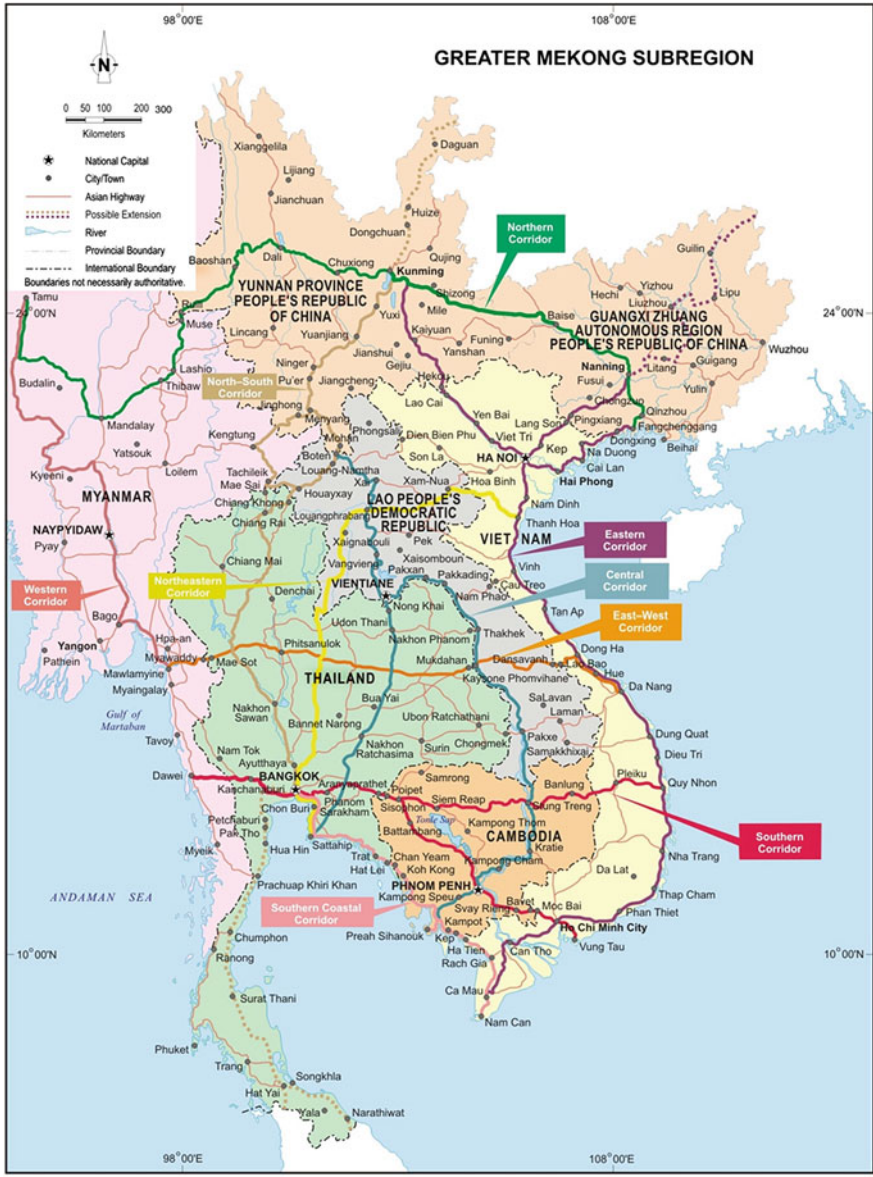 98°00'E
108°00'E
GREATER MEKONG SUBREGION
N
0 50 100 200 300
Kilometers
National Capital
City/Town
Asian Highway
Possible Extension
River
Provincial Boundary
International Boundary
Boundaries not necessarily authoritative.
Daguan
Xianggelila
Lijiang
Jianchuan
Huize
Dongchuan
Northern
Corridor
Guilin
Baoshan
Dali
Chuxiong
Qujing
Kunming
Shizong
Hechi
Yizhou
Liuzhou
Lipu
YUNNAN PROVINCE
PEOPLE'S REPUBLIC
OF CHINA
Tamu
24°00'N
24°00'N
Muse
Yuxi
Mile
Baise
GUANGXI ZHUANG
AUTONOMOUS REGION
PEOPLE'S REPUBLIC OF CHINA
Lincang
Yuanjiang
Kaiyuan
Funing
Wuzhou
Jianshui
Yanshan
Nanning
Litang
Guigang
Lashio
Thibaw
Ninger
Gejiu
Budalin
North–South
Corridor
Pu'er
Jiangcheng
Hekou
Fusui
Chongzuo
Yulin
Jinghong
Lao Cai
Yen Bai
Lang Son
Pingxiang
Qinzhou
Mandalay
Menyang
Phongsaly
Viet Tri
Fangchenggang
Kengtung
Mohan
Dien Bien Phu
Kep
Dongxing
Beihai
Yatsouk
Boten
Son La
HA NOI
Na Duong
Cai Lan
Loilem
Tachileik
Louang-Namtha
Kyeeni
Mae Sai
Xai
Xam-Nua
Hoa Binh
Hai Phong
Houayxay
MYANMAR
Chiang Khong
Louangphrabang
LAO PEOPLE'S
DEMOCRATIC
REPUBLIC
Nam Dinh
Chiang Rai
Thanh Hoa
NAYPYIDAW
Xaignabouli
Pek
VIET NAM
Pyay
Eastern
Corridor
Chiang Mai
Vangvieng
Xaisomboun
Pakxan
Vinh
Western
Corridor
Northeastern
Corridor
VIENTIANE
Pakkading
Cau Treo
Central
Corridor
Denchai
Nam Phao
Nong Khai
Tan Ap
Bago
Udon Thani
East–West
Corridor
Yangon
Hpa-an
Phitsanulok
Nakhon Phanom
Thakhek
Pathein
Myawaddy
Mae Sot
Mukdahan
Dansavanh
Dong Ha
Mawlamyine
Lao Bao
Hue
Myaingalay
THAILAND
Kaysone Phomvihane
Da Nang
Gulf of
Martaban
Nakhon
Sawan
Bua Yai
SaLavan
Bannet Narong
Laman
Tavoy
Ubon Ratchathani
Pakxe
Dung Quat
Nam Tok
Nakhon
Ratchasima
Surin
Chongmek
Samakkhixai
Dieu Tri
Ayutthaya
Dawei
BANGKOK
Samrong
Pleiku
Kanchanaburi
Aranyaprathet
Poipet
Banlung
Quy Nhon
Chon Buri
Phanom
Sarakham
Sisophon
Siem Reap
Stung Treng
Petchaburi
Kampong Thom
Pak Tho
Battambang
Tonle Sap
CAMBODIA
Southern
Corridor
Myeik
Hua Hin
Sattahip
Kratie
Trat
Chan Yeam
Nha Trang
Hat Lei
Koh Kong
Kampong Cham
Da Lat
Prachuap Khiri Khan
PHNOM PENH
Thap Cham
ANDAMAN SEA
Kampong Speu
Bavet
Moc Bai
Southern Coastal
Corridor
Svay Rieng
Phan Thiet
Kampot
Ho Chi Minh City
Chumphon
Preah Sihanouk
Kep
Vung Tau
10°00'N
10°00'N
Ha Tien
Can Tho
Ranong
Rach Gia
Ca Mau
Surat Thani
Nam Can
Phuket
Trang
Songkhla
Hat Yai
Yala
Narathiwat
98°00'E
108°00'E